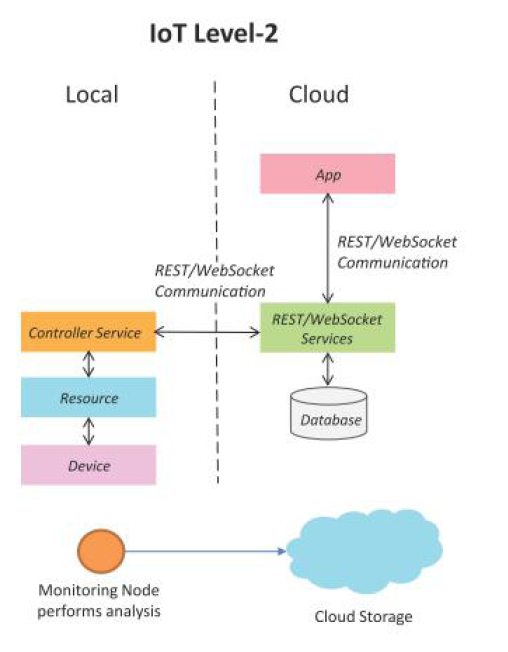 IoT Level-2
Local
Cloud
App
REST/WebSocket
Communication
REST/WebSocket
Communication
Controller Service
REST/WebSocket
Services
Resource
Database
Device
Monitoring Node
performs analysis
Cloud Storage